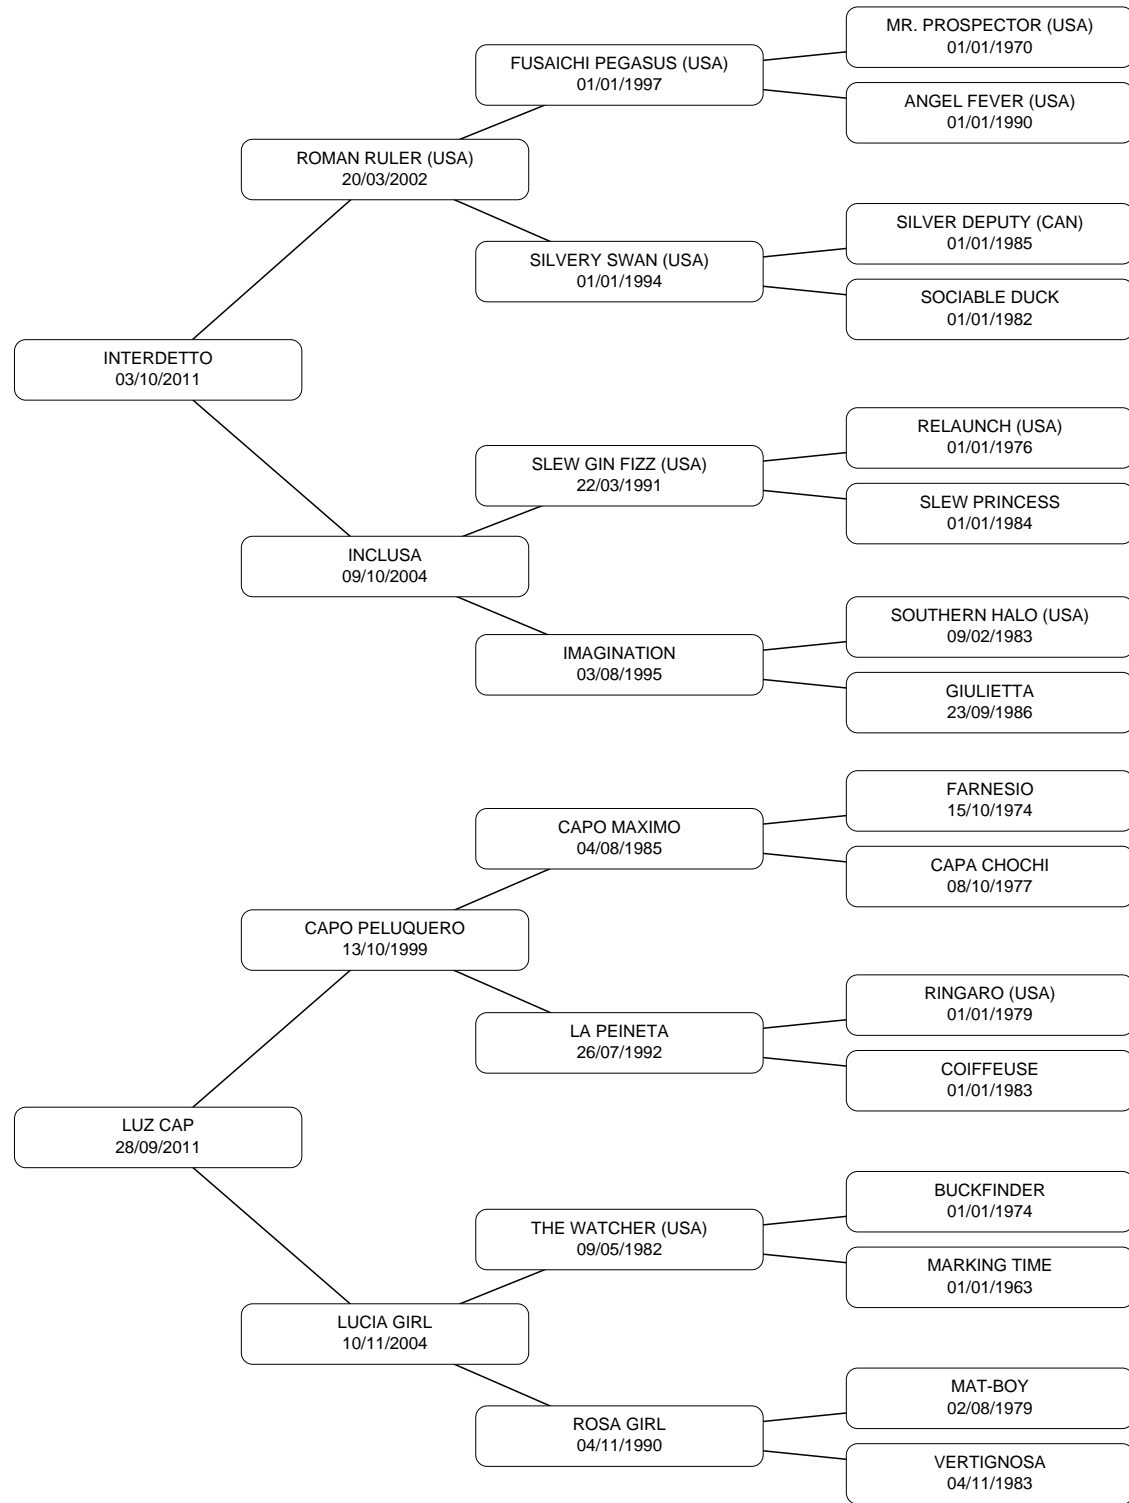 MR. PROSPECTOR (USA)
01/01/1970
FUSAICHI PEGASUS (USA)
01/01/1997
ANGEL FEVER (USA)
01/01/1990
ROMAN RULER (USA)
20/03/2002
SILVER DEPUTY (CAN)
01/01/1985
SILVERY SWAN (USA)
01/01/1994
SOCIABLE DUCK
01/01/1982
INTERDETTO
03/10/2011
RELAUNCH (USA)
01/01/1976
SLEW GIN FIZZ (USA)
22/03/1991
SLEW PRINCESS
01/01/1984
INCLUSA
09/10/2004
SOUTHERN HALO (USA)
09/02/1983
IMAGINATION
03/08/1995
GIULIETTA
23/09/1986
FARNESIO
15/10/1974
CAPO MAXIMO
04/08/1985
CAPA CHOCHI
08/10/1977
CAPO PELUQUERO
13/10/1999
RINGARO (USA)
01/01/1979
LA PEINETA
26/07/1992
COIFFEUSE
01/01/1983
LUZ CAP
28/09/2011
BUCKFINDER
01/01/1974
THE WATCHER (USA)
09/05/1982
MARKING TIME
01/01/1963
LUCIA GIRL
10/11/2004
MAT-BOY
02/08/1979
ROSA GIRL
04/11/1990
VERTIGNOSA
04/11/1983